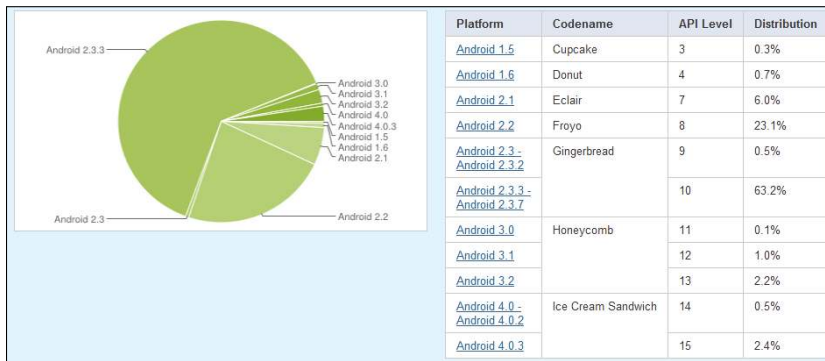 Android 2.3.3
Android 3.0
Android 3.1
Android 3.2
Android 4.0
Android 4.0.3
Android 1.5
Android 1.6
Android 2.1
Android 2.2
Android 2.3
Platform Codename API Level Distribution
Android 1.5 Cupcake 3 0.3%
Android 1.6 Donut 4 0.7%
Android 2.1 Eclair 7 6.0%
Android 2.2 Froyo 8 23.1%
Android 2.3 - Gingerbread 9 0.5%
Android 2.3.2
Android 2.3.3 - 10 63.2%
Android 2.3.7
Android 3.0 Honeycomb 11 0.1%
Android 3.1 12 1.0%
Android 3.2 13 2.2%
Android 4.0 - Ice Cream Sandwich 14 0.5%
Android 4.0.2
Android 4.0.3 15 2.4%